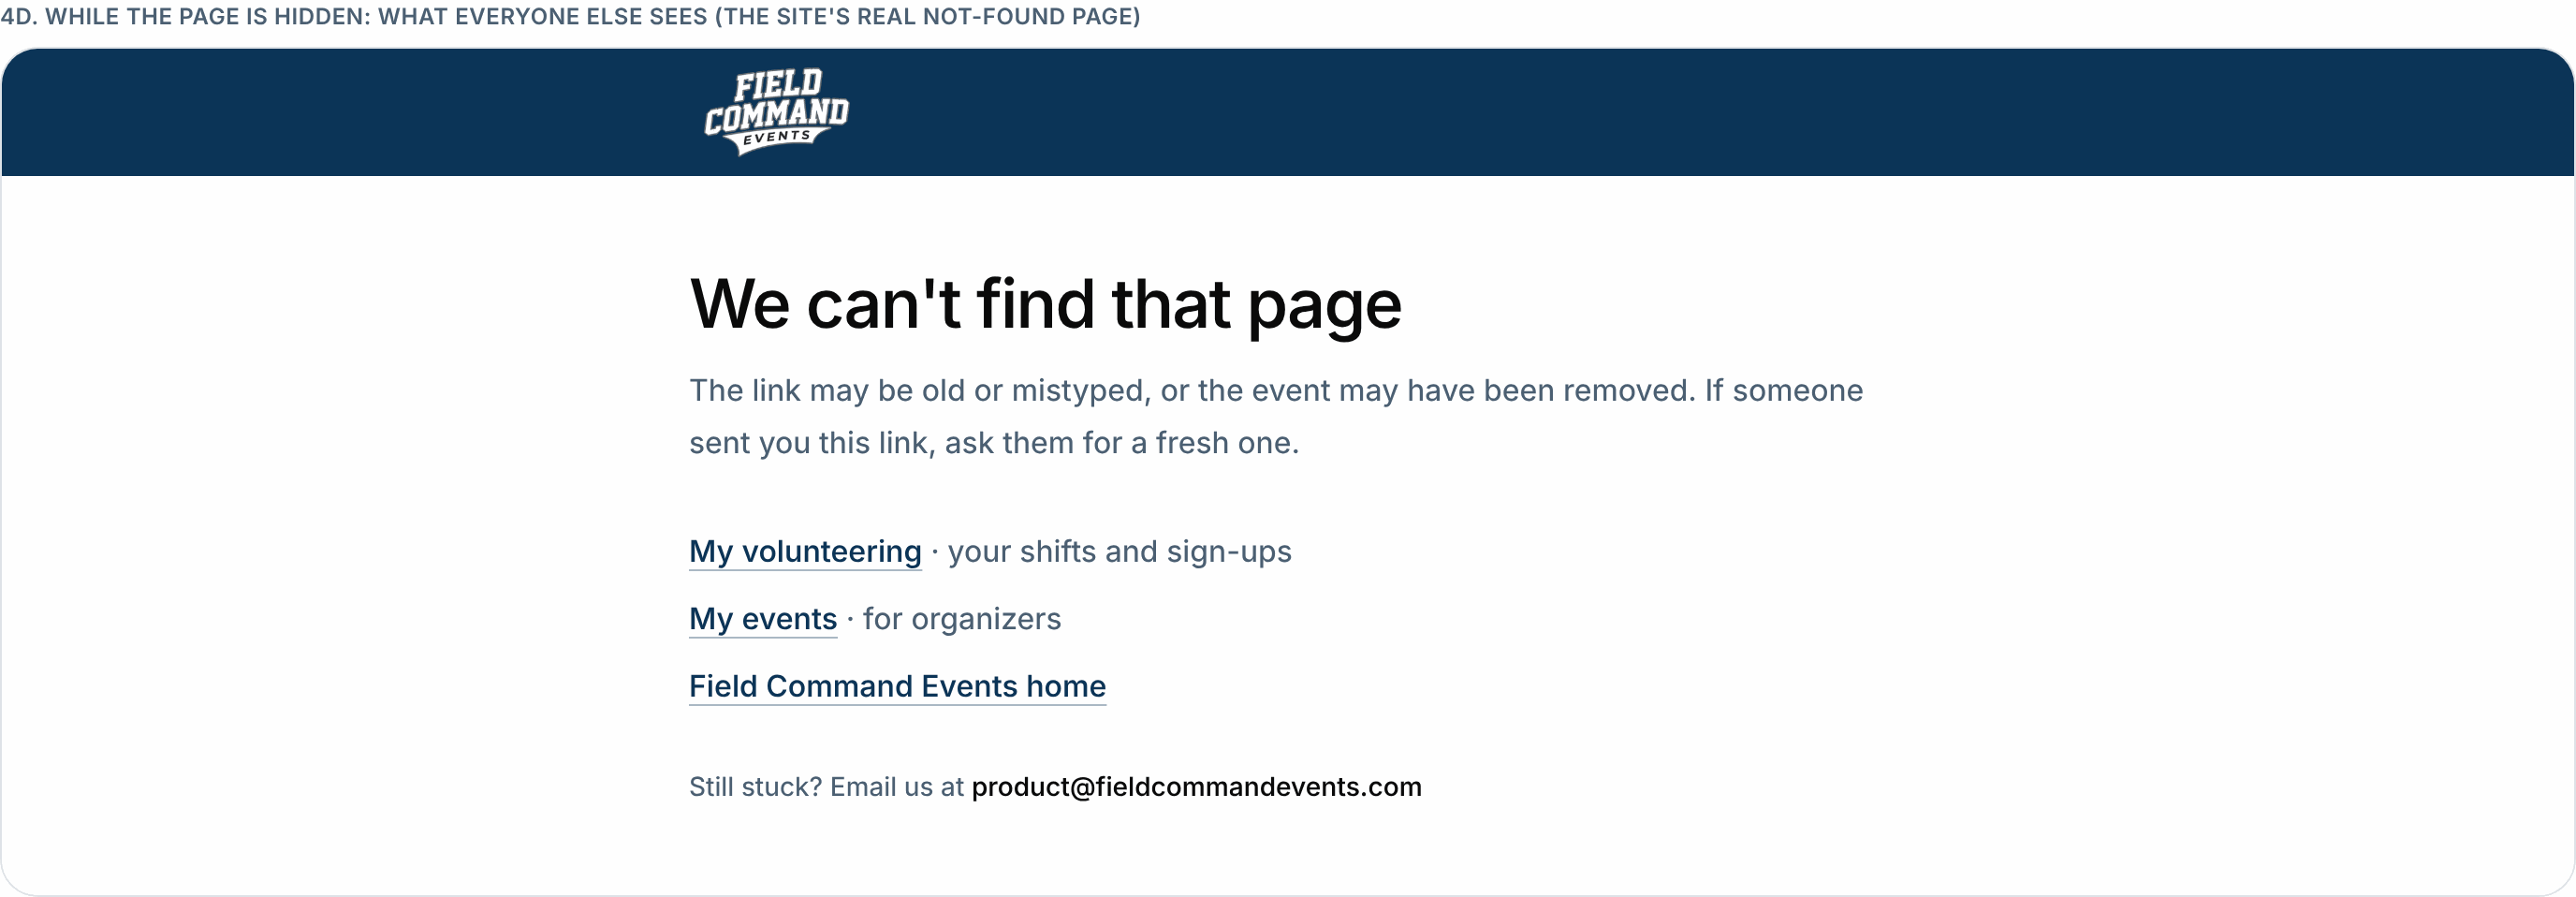 4D. WHILE THE PAGE IS HIDDEN: WHAT EVERYONE ELSE SEES (THE SITE'S REAL NOT-FOUND PAGE)
FIELD
COMMAND
EVENTS
We can't find that page
The link may be old or mistyped, or the event may have been removed. If someone
sent you this link, ask them for a fresh one.
My volunteering · your shifts and sign-ups
My events · for organizers
Field Command Events home
Still stuck? Email us at product@fieldcommandevents.com